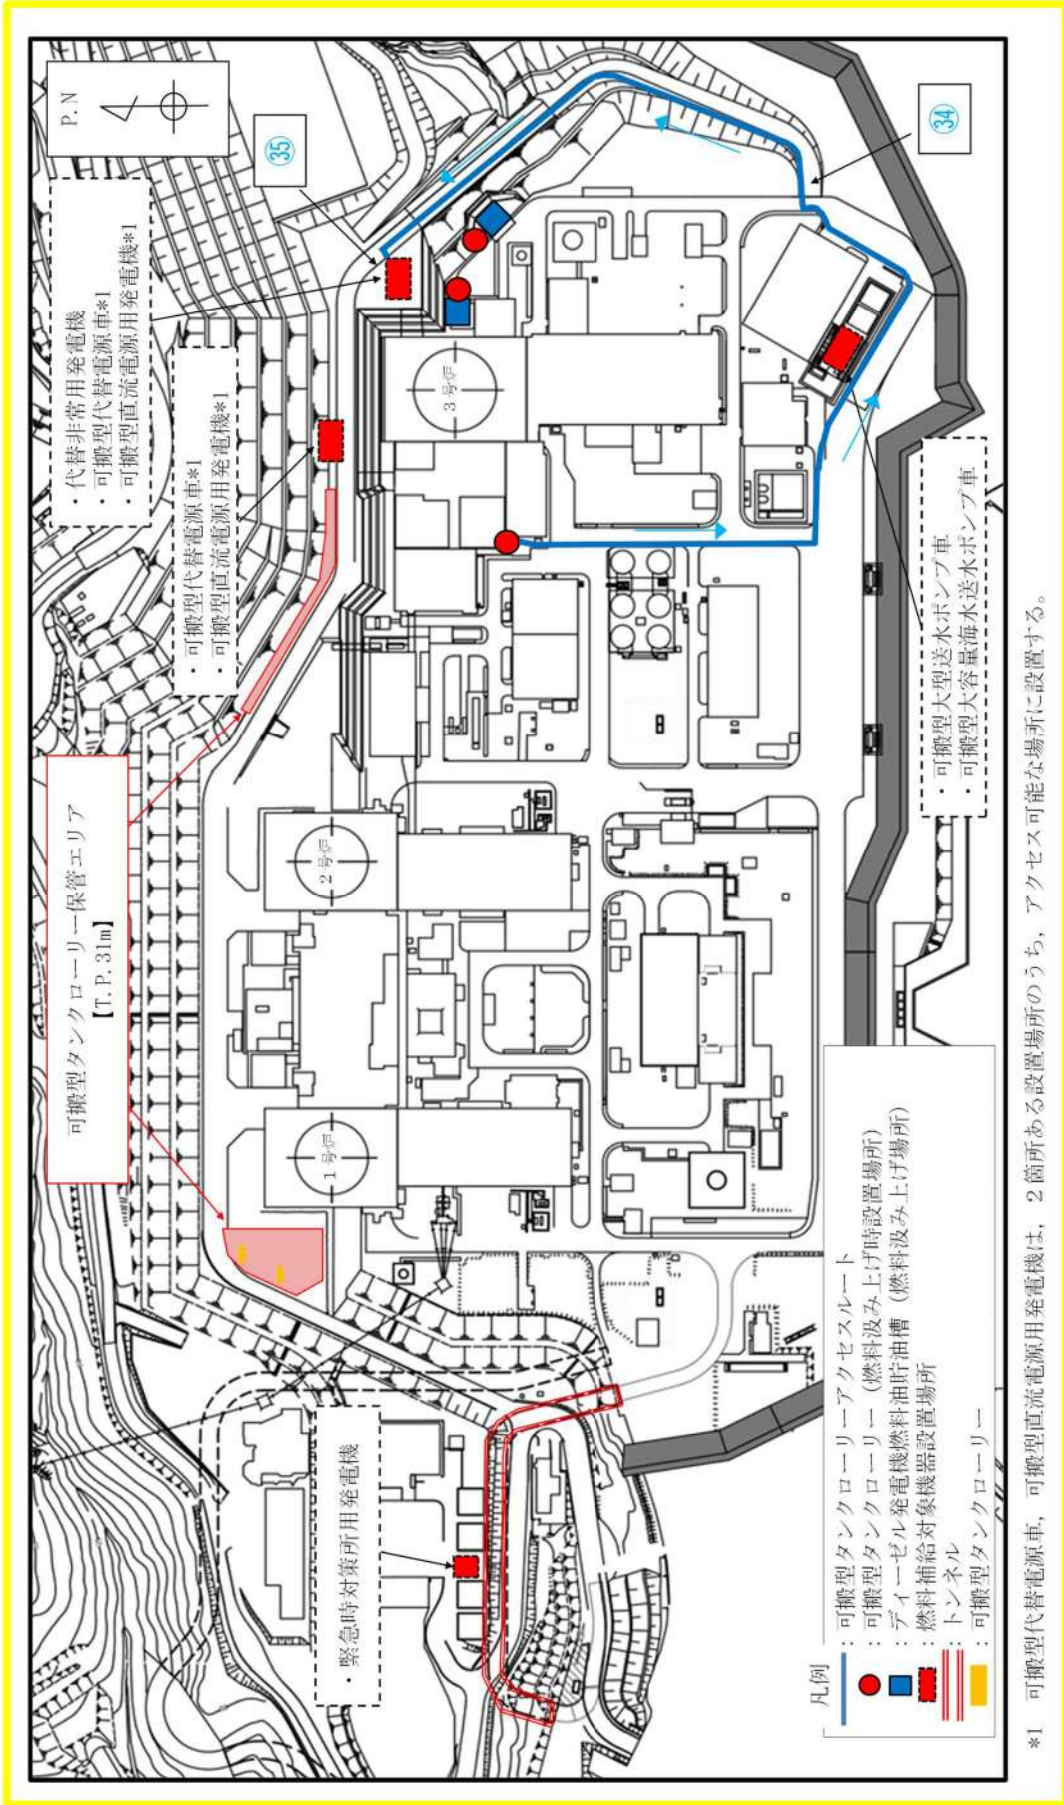 P.N
・代替非常用発電機
・可搬型代替電源車*1
・可搬型直流電源用発電機*1
・可搬型代替電源車*1
・可搬型直流電源用発電機*1
可搬型タンクローリー保管エリア
【T.P.31m】
㉟
㉞
3号炉
2号炉
1号炉
・緊急時対策所用発電機
・可搬型大型送水ポンプ車
・可搬型大容量海水送水ポンプ車
凡例
：可搬型タンクローリーアクセスルート
：可搬型タンクローリー（燃料汲み上げ時設置場所）
：ディーゼル発電機燃料油貯油槽（燃料汲み上げ場所）
：燃料補給対象機器設置場所
：トンネル
：可搬型タンクローリー
*1　可搬型代替電源車，可搬型直流電源用発電機は，2箇所ある設置場所のうち，アクセス可能な場所に設置する。